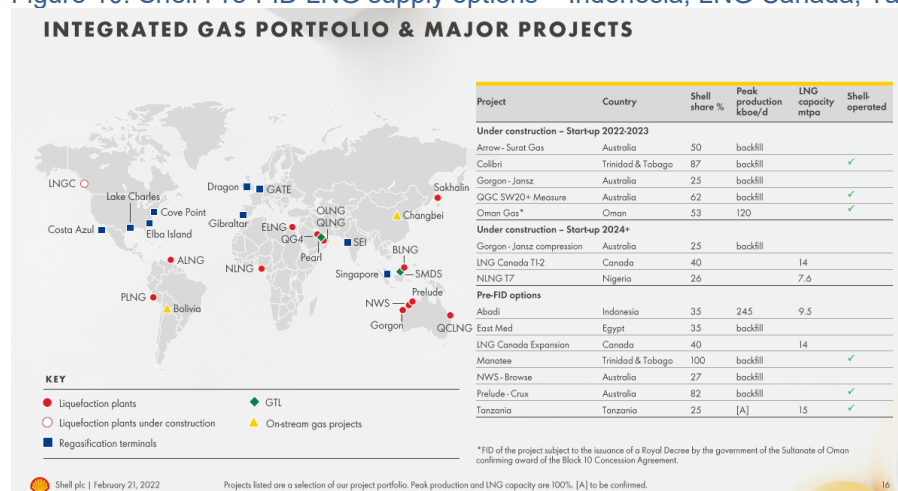 INTEGRATED GAS PORTFOLIO & MAJOR PROJECTS
LNGC
Lake Charles
Cove Point
Costa Azul
Elba Island
Dragon
GATE
Gibraltar
ELNG
OLNG
QLNG
QG4
Pearl
Sakhalin
Changbei
SEI
BLNG
Singapore
SMDS
ALNG
NLNG
PLNG
Bolivia
Prelude
NWS
Gorgon
QCLNG
KEY
Liquefaction plants
Liquefaction plants under construction
Regasification terminals
GTL
On-stream gas projects
Project Country Shell share % Peak production kboe/d LNG capacity mtpa Shell-operated
Under construction – Start-up 2022-2023
Arrow - Surat Gas Australia 50 backfill
Colibri Trinidad & Tobago 87 backfill ✓
Gorgon - Jansz Australia 25 backfill
QGC SW20+ Measure Australia 62 backfill ✓
Oman Gas* Oman 53 120 ✓
Under construction – Start-up 2024+
Gorgon - Jansz compression Australia 25 backfill
LNG Canada T1-2 Canada 40 14
NLNG T7 Nigeria 26 7.6
Pre-FID options
Abadi Indonesia 35 245 9.5
East Med Egypt 35 backfill
LNG Canada Expansion Canada 40 14
Manatee Trinidad & Tobago 100 backfill ✓
NWS - Browse Australia 27 backfill
Prelude - Crux Australia 82 backfill ✓
Tanzania Tanzania 25 [A] 15 ✓
*FID of the project subject to the issuance of a Royal Decree by the government of the Sultanate of Oman
confirming award of the Block 10 Concession Agreement.
Shell plc | February 21, 2022 Projects listed are a selection of our project portfolio. Peak production and LNG capacity are 100%. [A] to be confirmed. 16